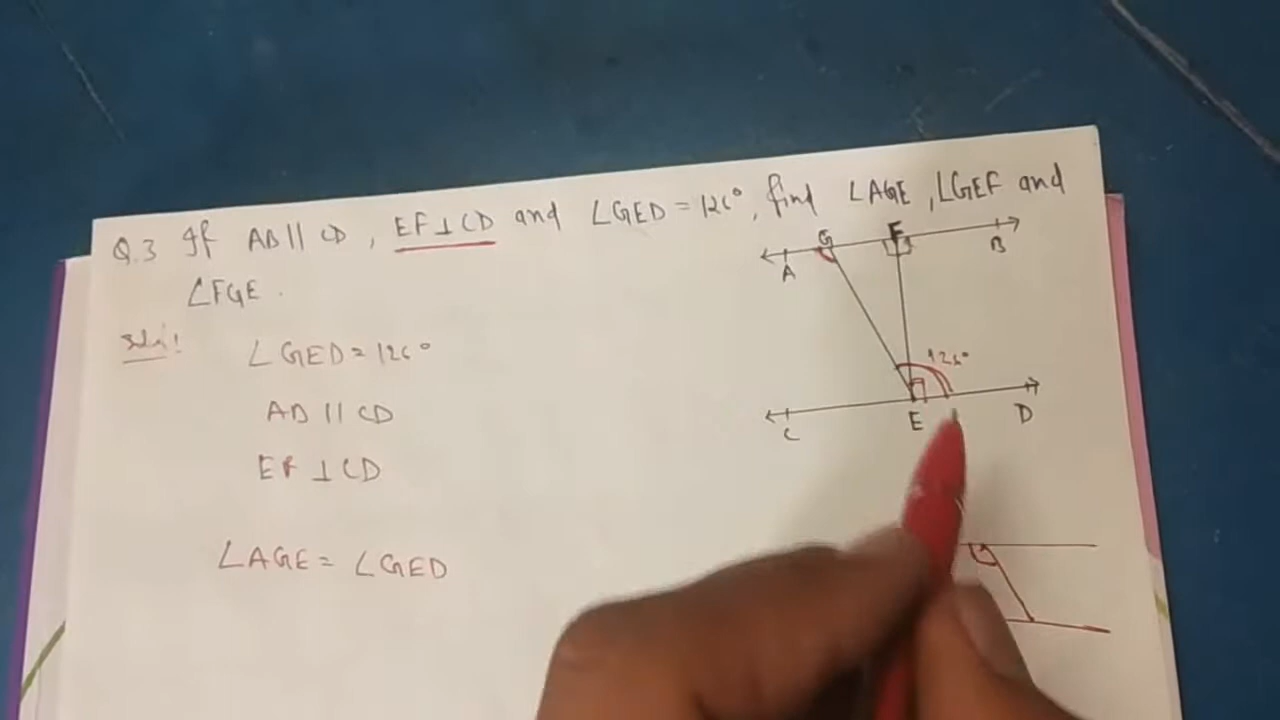 Q.3 If AB || CD, EF ⊥ CD and ∠GED = 126°, find ∠AGE, ∠GEF and
∠FGE.
Soln:
∠GED = 126°
AB || CD
EF ⊥ CD
∠AGE = ∠GED
G F B
A
126°
C E D